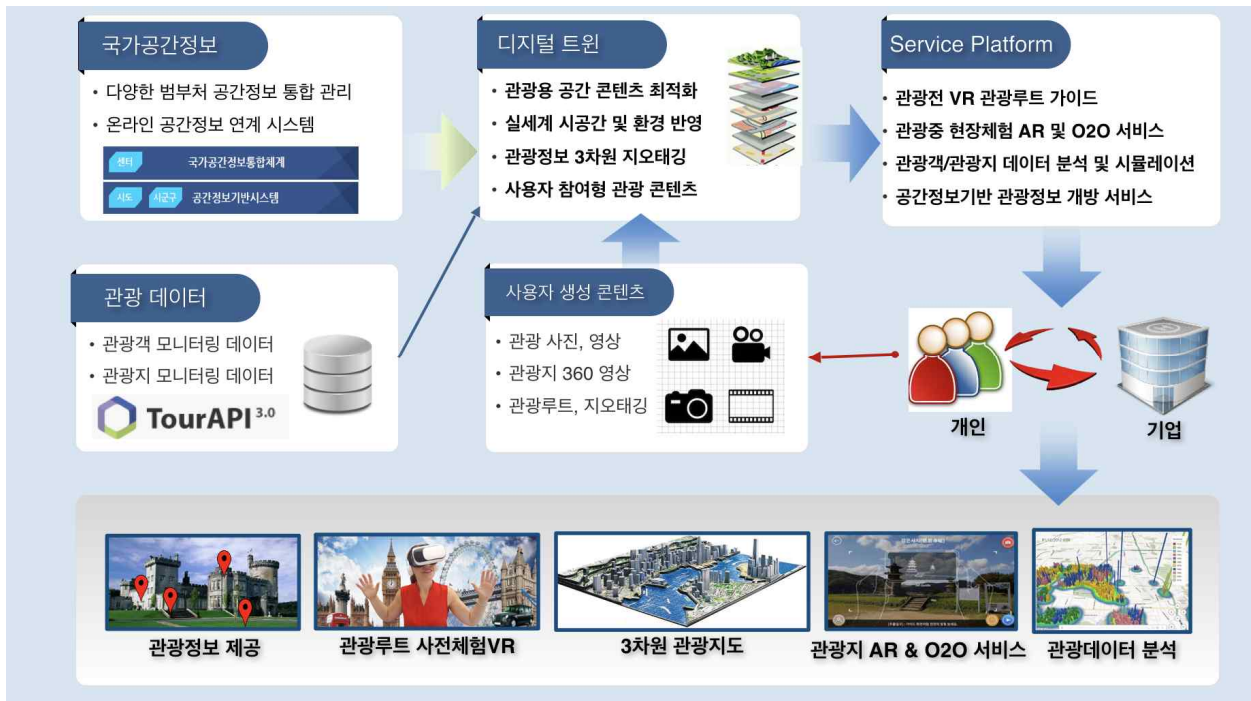 국가공간정보
• 다양한 범부처 공간정보 통합 관리
• 온라인 공간정보 연계 시스템
센터 국가공간정보통합체계
시도 시군구 공간정보기반시스템
디지털 트윈
• 관광용 공간 콘텐츠 최적화
• 실세계 시공간 및 환경 반영
• 관광정보 3차원 지오태깅
• 사용자 참여형 관광 콘텐츠
Service Platform
• 관광전 VR 관광루트 가이드
• 관광중 현장체험 AR 및 O2O 서비스
• 관광객/관광지 데이터 분석 및 시뮬레이션
• 공간정보기반 관광정보 개방 서비스
관광 데이터
• 관광객 모니터링 데이터
• 관광지 모니터링 데이터
TourAPI 3.0
사용자 생성 콘텐츠
• 관광 사진, 영상
• 관광지 360 영상
• 관광루트, 지오태깅
개인
기업
관광정보 제공
관광루트 사전체험VR
3차원 관광지도
관광지 AR & O2O 서비스
관광데이터 분석